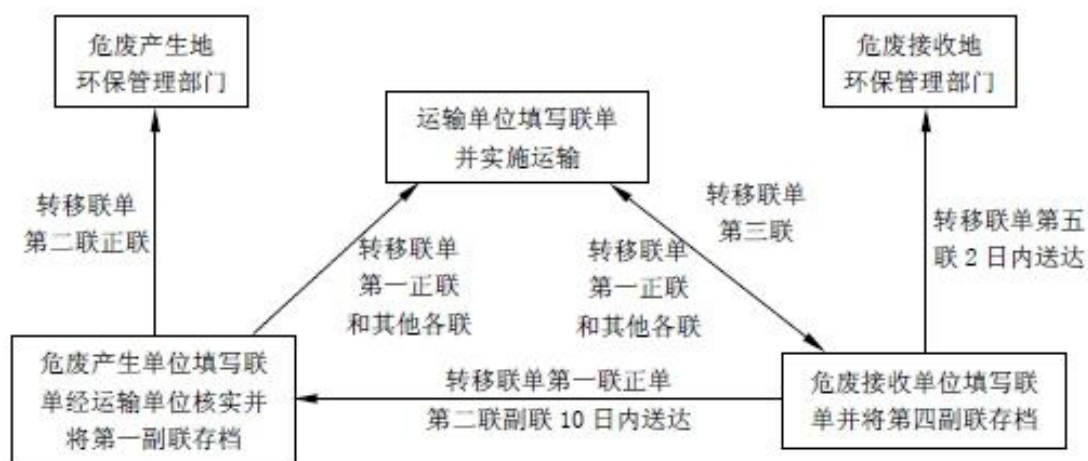 危废产生地
环保管理部门
危废接收地
环保管理部门
运输单位填写联单
并实施运输
转移联单
第二联正联
转移联单
第一正联
和其他各联
转移联单
第一正联
和其他各联
转移联单
第三联
转移联单第五
联2日内送达
危废产生单位填写联
单经运输单位核实并
将第一副联存档
转移联单第一联正单
第二联副联10日内送达
危废接收单位填写联
单并将第四副联存档